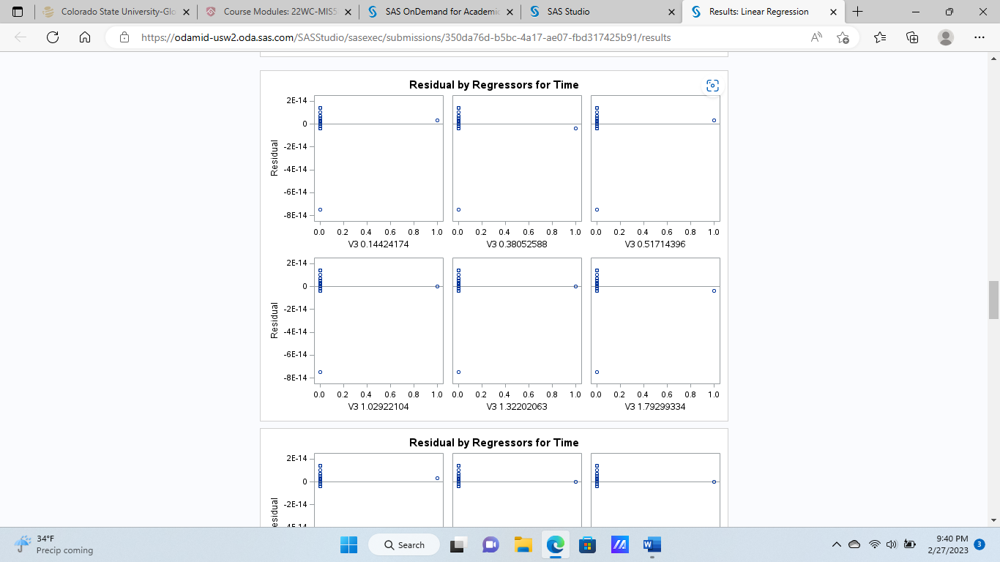 Colorado State University-Glo
Course Modules: 22WC-MIS5
SAS OnDemand for Academic
SAS Studio
Results: Linear Regression
https://odamid-usw2.oda.sas.com/SASStudio/sasexec/submissions/350da76d-b5bc-4a17-ae07-fbd317425b91/results
Residual by Regressors for Time
2E-14
0
-2E-14
-4E-14
-6E-14
-8E-14
Residual
0.0 0.2 0.4 0.6 0.8 1.0 0.0 0.2 0.4 0.6 0.8 1.0 0.0 0.2 0.4 0.6 0.8 1.0
V3 0.14424174 V3 0.38052588 V3 0.51714396
2E-14
0
-2E-14
-4E-14
-6E-14
-8E-14
Residual
0.0 0.2 0.4 0.6 0.8 1.0 0.0 0.2 0.4 0.6 0.8 1.0 0.0 0.2 0.4 0.6 0.8 1.0
V3 1.02922104 V3 1.32202063 V3 1.79299334
Residual by Regressors for Time
2E-14
0
-2E-14
-4E-14
esidual
34°F
Precip coming
Search
9:40 PM
2/27/2023
3